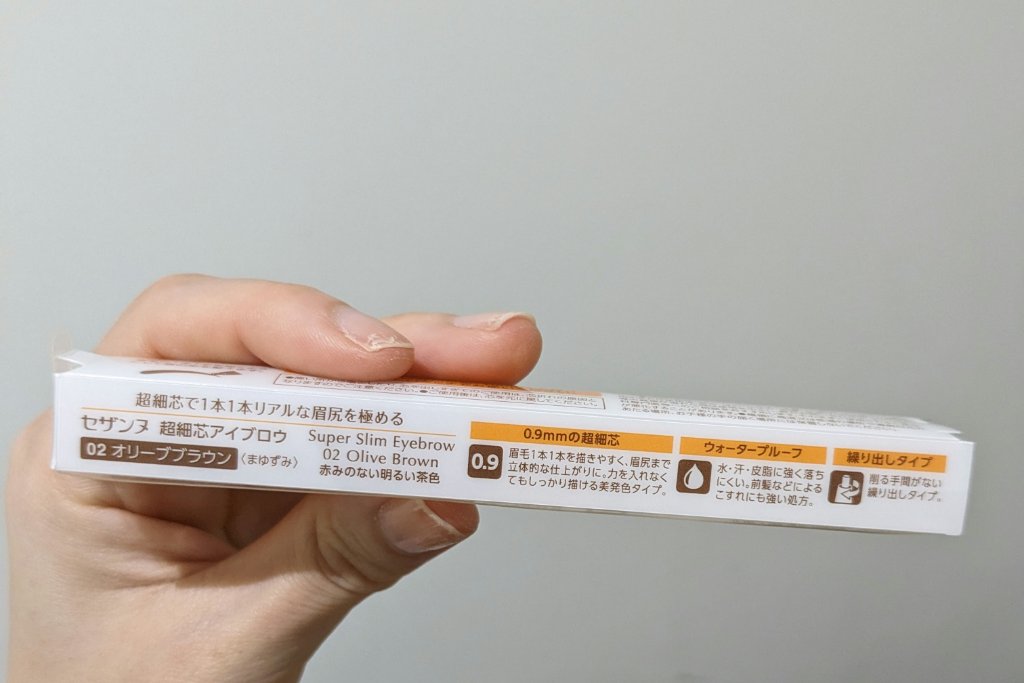 超細芯で1本1本リアルな眉尻を極める
セザンヌ 超細芯アイブロウ
02 オリーブブラウン 〈まゆずみ〉
Super Slim Eyebrow
02 Olive Brown
赤みのない明るい茶色
0.9mmの超細芯
0.9
眉毛1本1本を描きやすく、眉尻まで
立体的な仕上がりに。力を入れなく
てもしっかり描ける美発色タイプ。
ウォータープルーフ
水・汗・皮脂に強く落ち
にくい。前髪などによる
こすれにも強い処方。
繰り出しタイプ
削る手間がない
繰り出しタイプ。